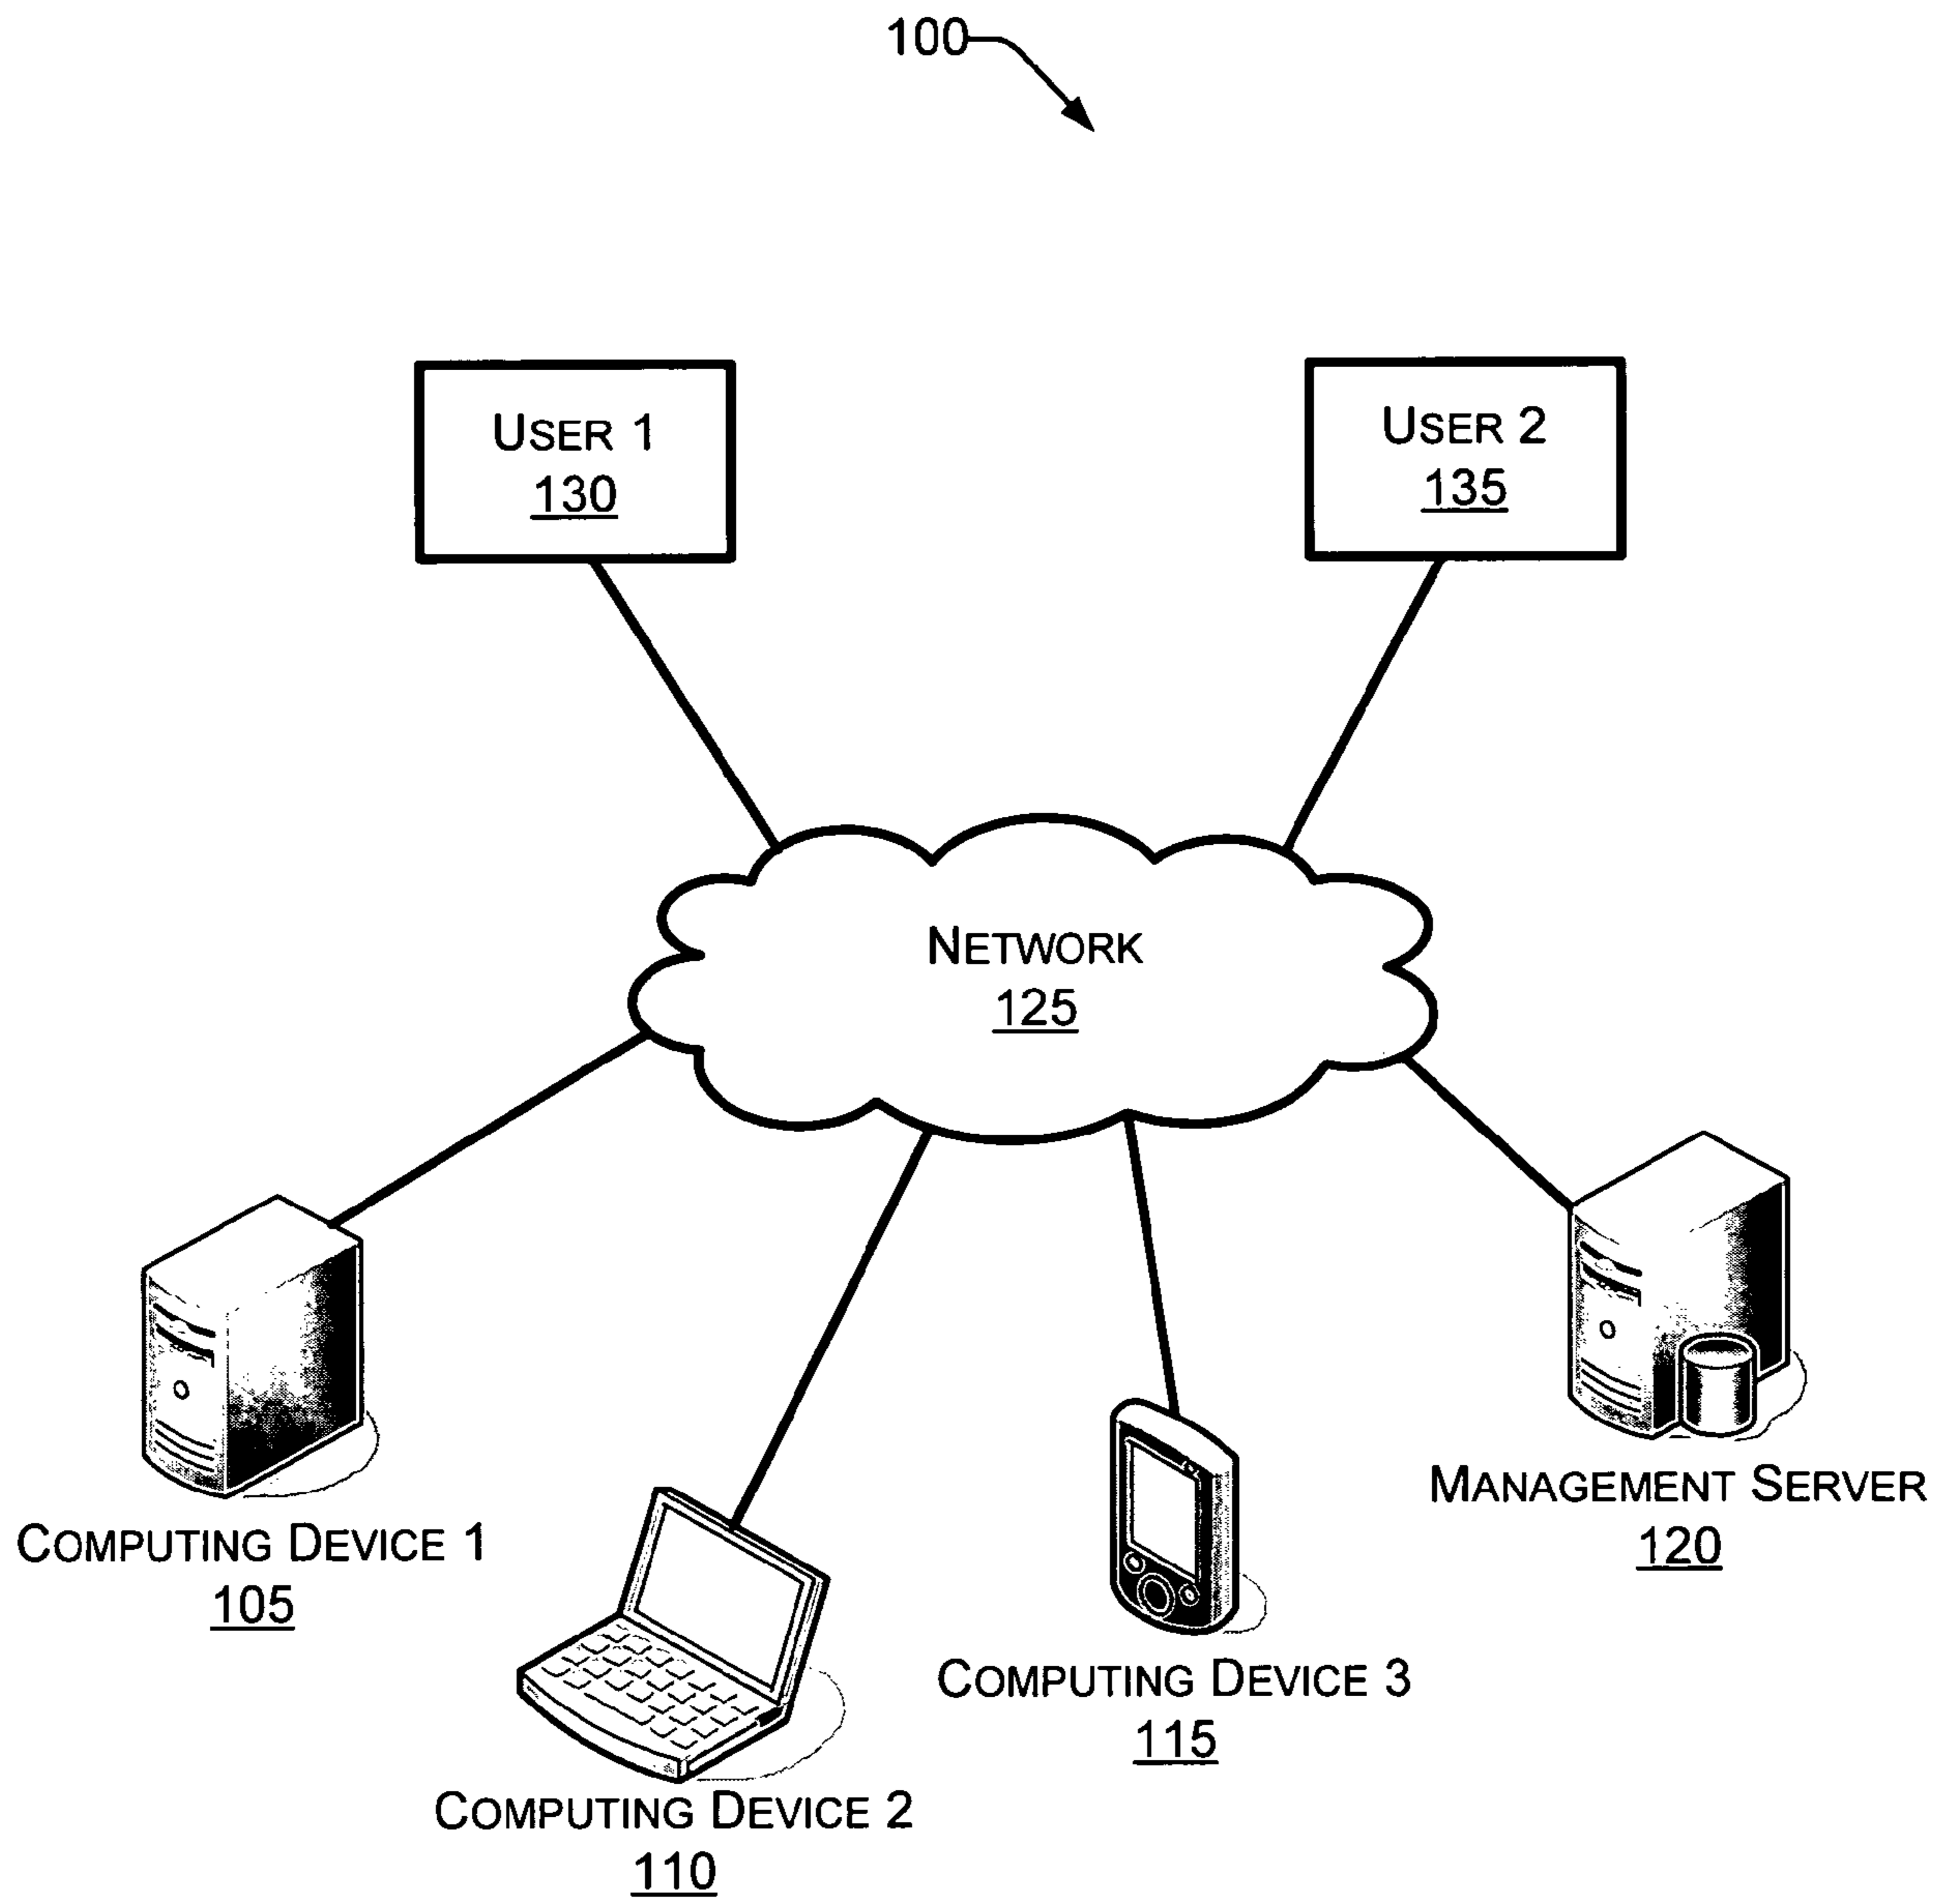 100
USER 1
130
USER 2
135
NETWORK
125
MANAGEMENT SERVER
120
COMPUTING DEVICE 1
105
COMPUTING DEVICE 3
115
COMPUTING DEVICE 2
110